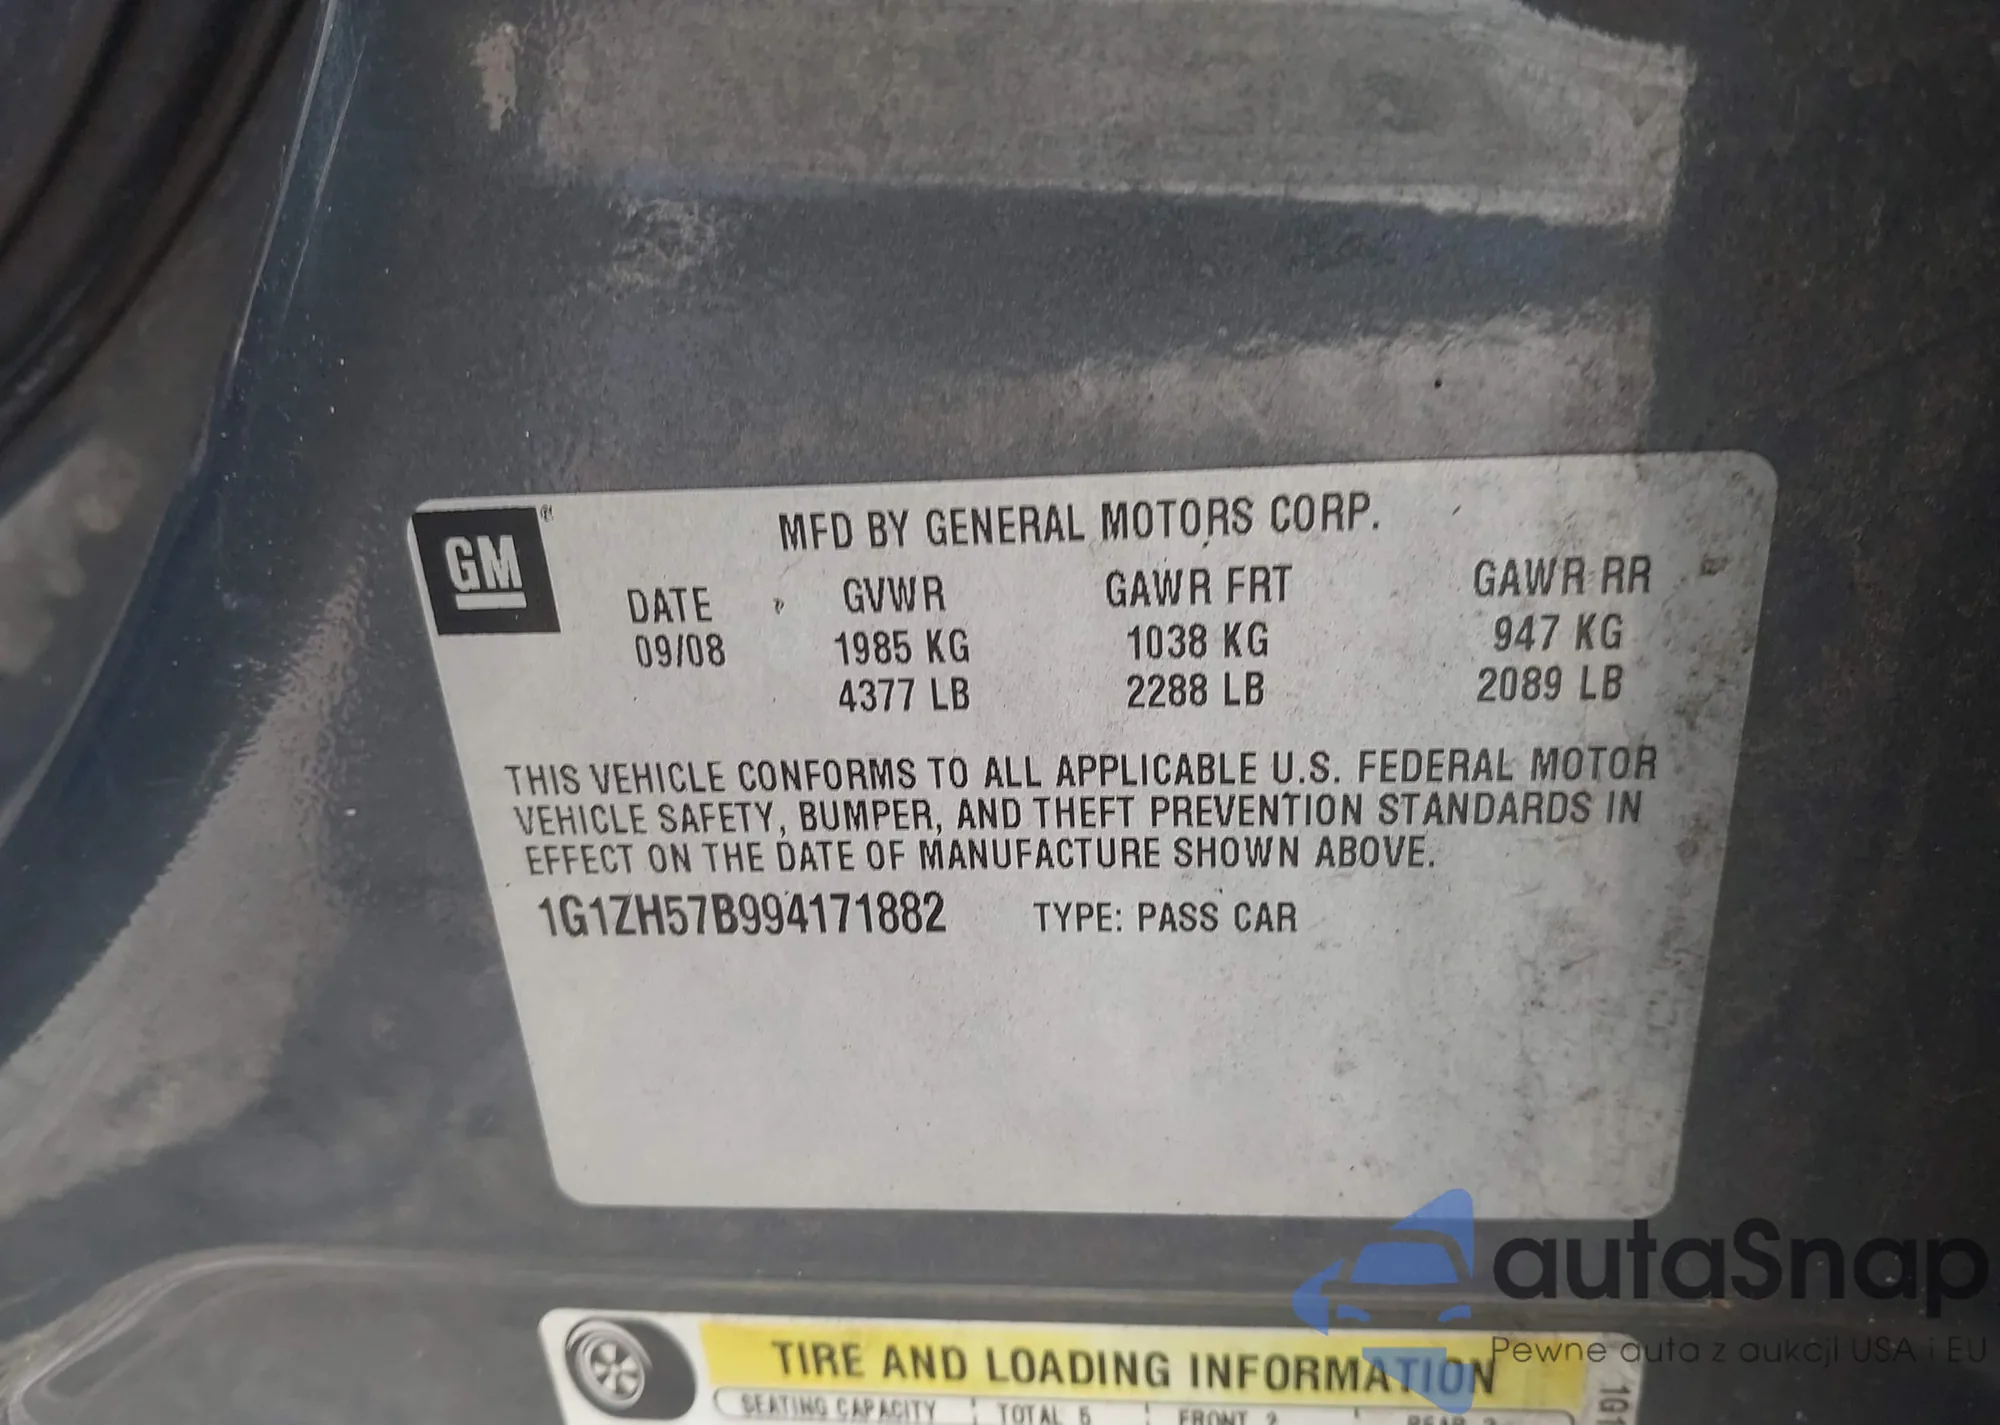 GM®
MFD BY GENERAL MOTORS CORP.
DATE GVWR GAWR FRT GAWR RR
09/08 1985 KG 1038 KG 947 KG
4377 LB 2288 LB 2089 LB
THIS VEHICLE CONFORMS TO ALL APPLICABLE U.S. FEDERAL MOTOR
VEHICLE SAFETY, BUMPER, AND THEFT PREVENTION STANDARDS IN
EFFECT ON THE DATE OF MANUFACTURE SHOWN ABOVE.
1G1ZH57B994171882 TYPE: PASS CAR
autaSnap
Pewne auta z aukcji USA i EU
TIRE AND LOADING INFORMATION
SEATING CAPACITY TOTAL 5 FRONT 2